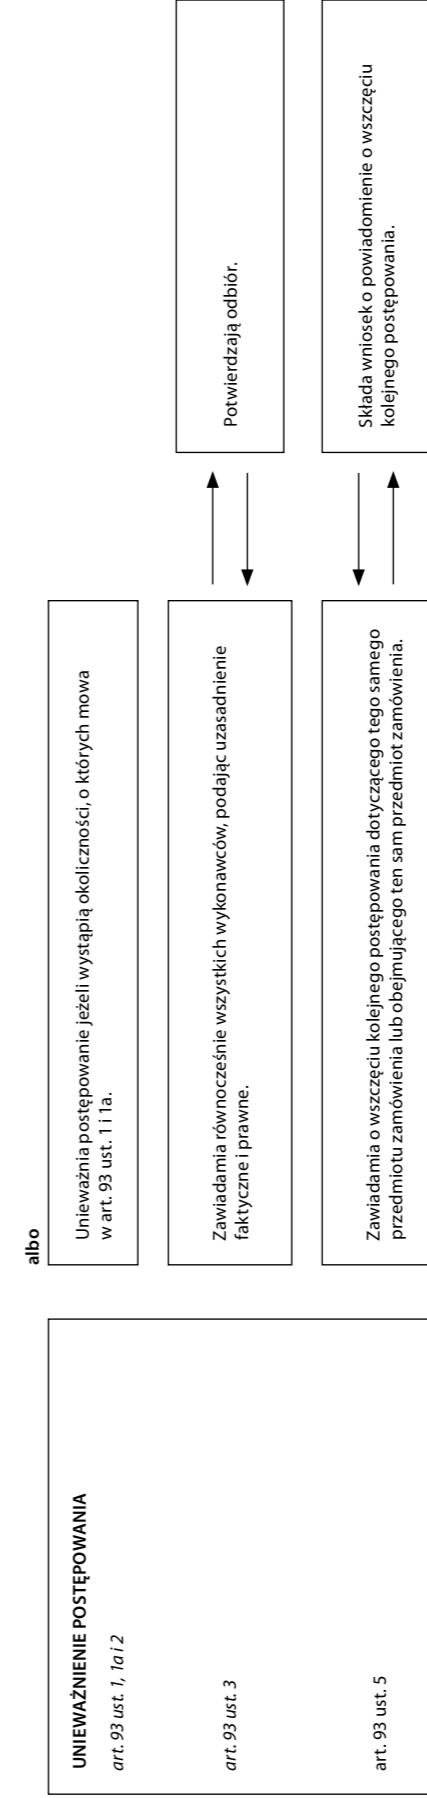 albo
UNIEWAŻNIENIE POSTĘPOWANIA
art. 93 ust. 1, 1a i 2
Unieważnia postępowanie jeżeli wystąpią okoliczności, o których mowa
w art. 93 ust. 1 i 1a.
art. 93 ust. 3
Zawiadamia równocześnie wszystkich wykonawców, podając uzasadnienie
faktyczne i prawne.
Potwierdzają odbiór.
art. 93 ust. 5
Zawiadamia o wszczęciu kolejnego postępowania dotyczącego tego samego
przedmiotu zamówienia lub obejmującego ten sam przedmiot zamówienia.
Składa wniosek o powiadomienie o wszczęciu
kolejnego postępowania.